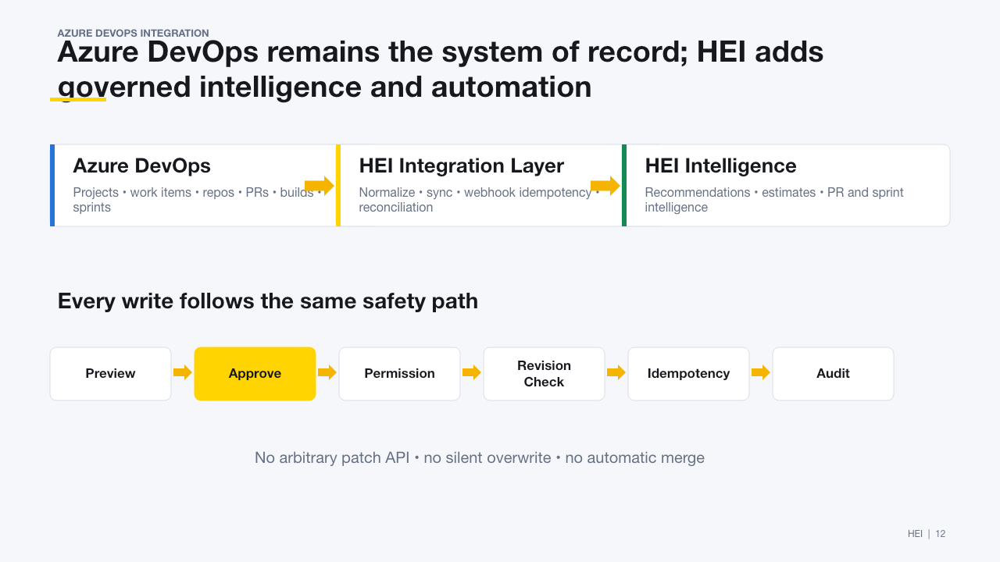 AZURE DEVOPS INTEGRATION
Azure DevOps remains the system of record; HEI adds
governed intelligence and automation
Azure DevOps
Projects • work items • repos • PRs • builds •
sprints
HEI Integration Layer
Normalize • sync • webhook idempotency •
reconciliation
HEI Intelligence
Recommendations • estimates • PR and sprint
intelligence
Every write follows the same safety path
Preview
Approve
Permission
Revision
Check
Idempotency
Audit
No arbitrary patch API • no silent overwrite • no automatic merge
HEI | 12